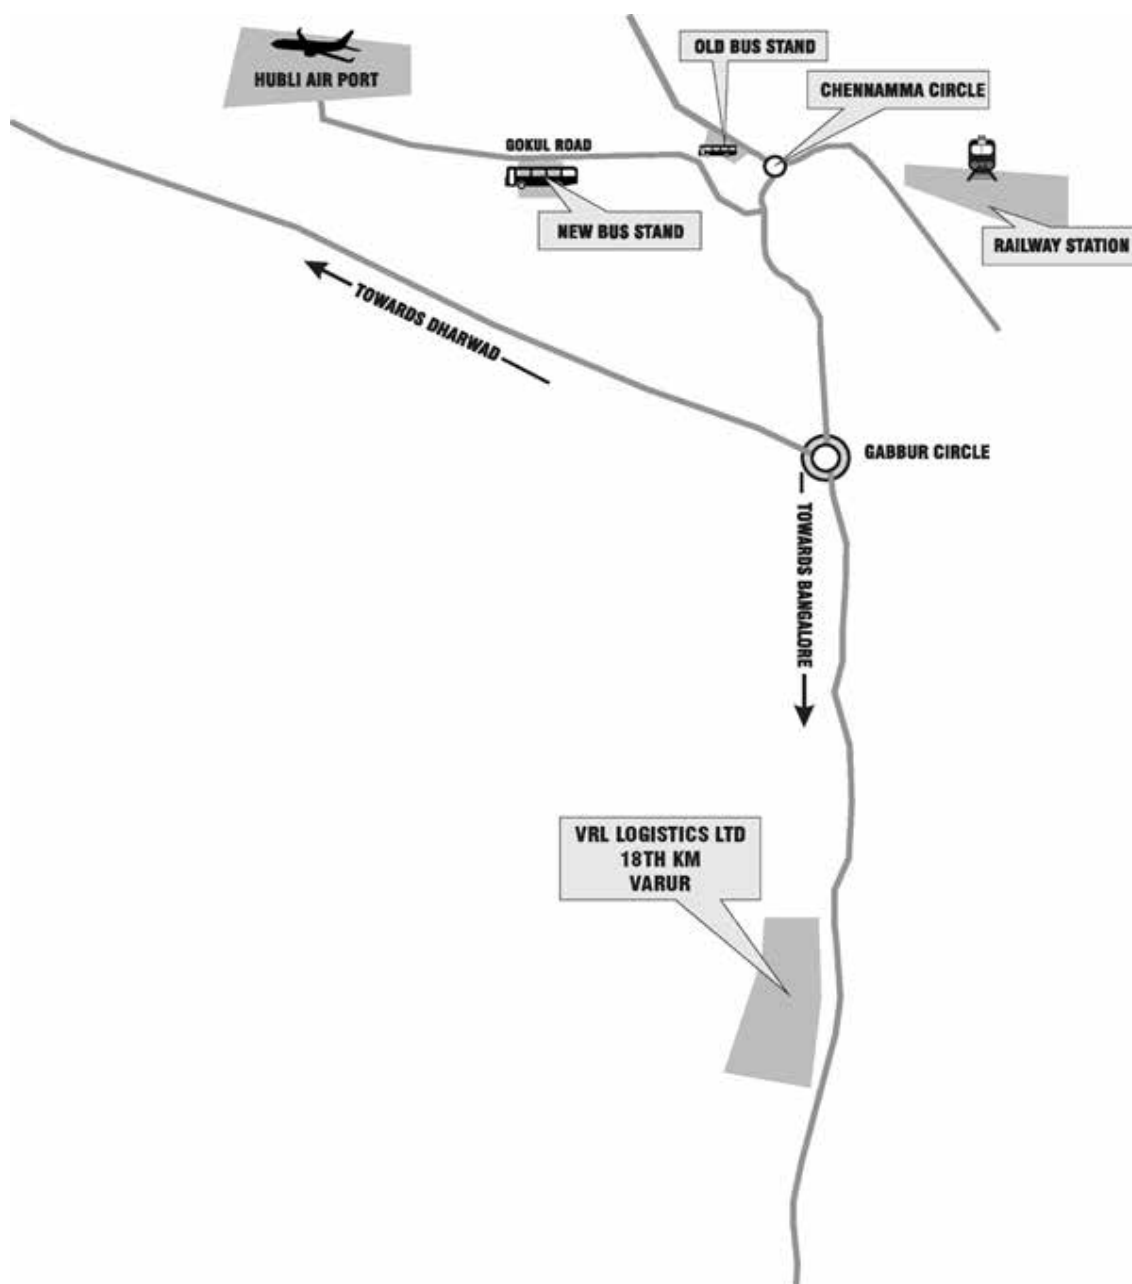 OLD BUS STAND
HUBLI AIR PORT
CHENNAMMA CIRCLE
GOKUL ROAD
NEW BUS STAND
RAILWAY STATION
TOWARDS DHARWAD
GABBUR CIRCLE
TOWARDS BANGALORE
VRL LOGISTICS LTD
18TH KM
VARUR